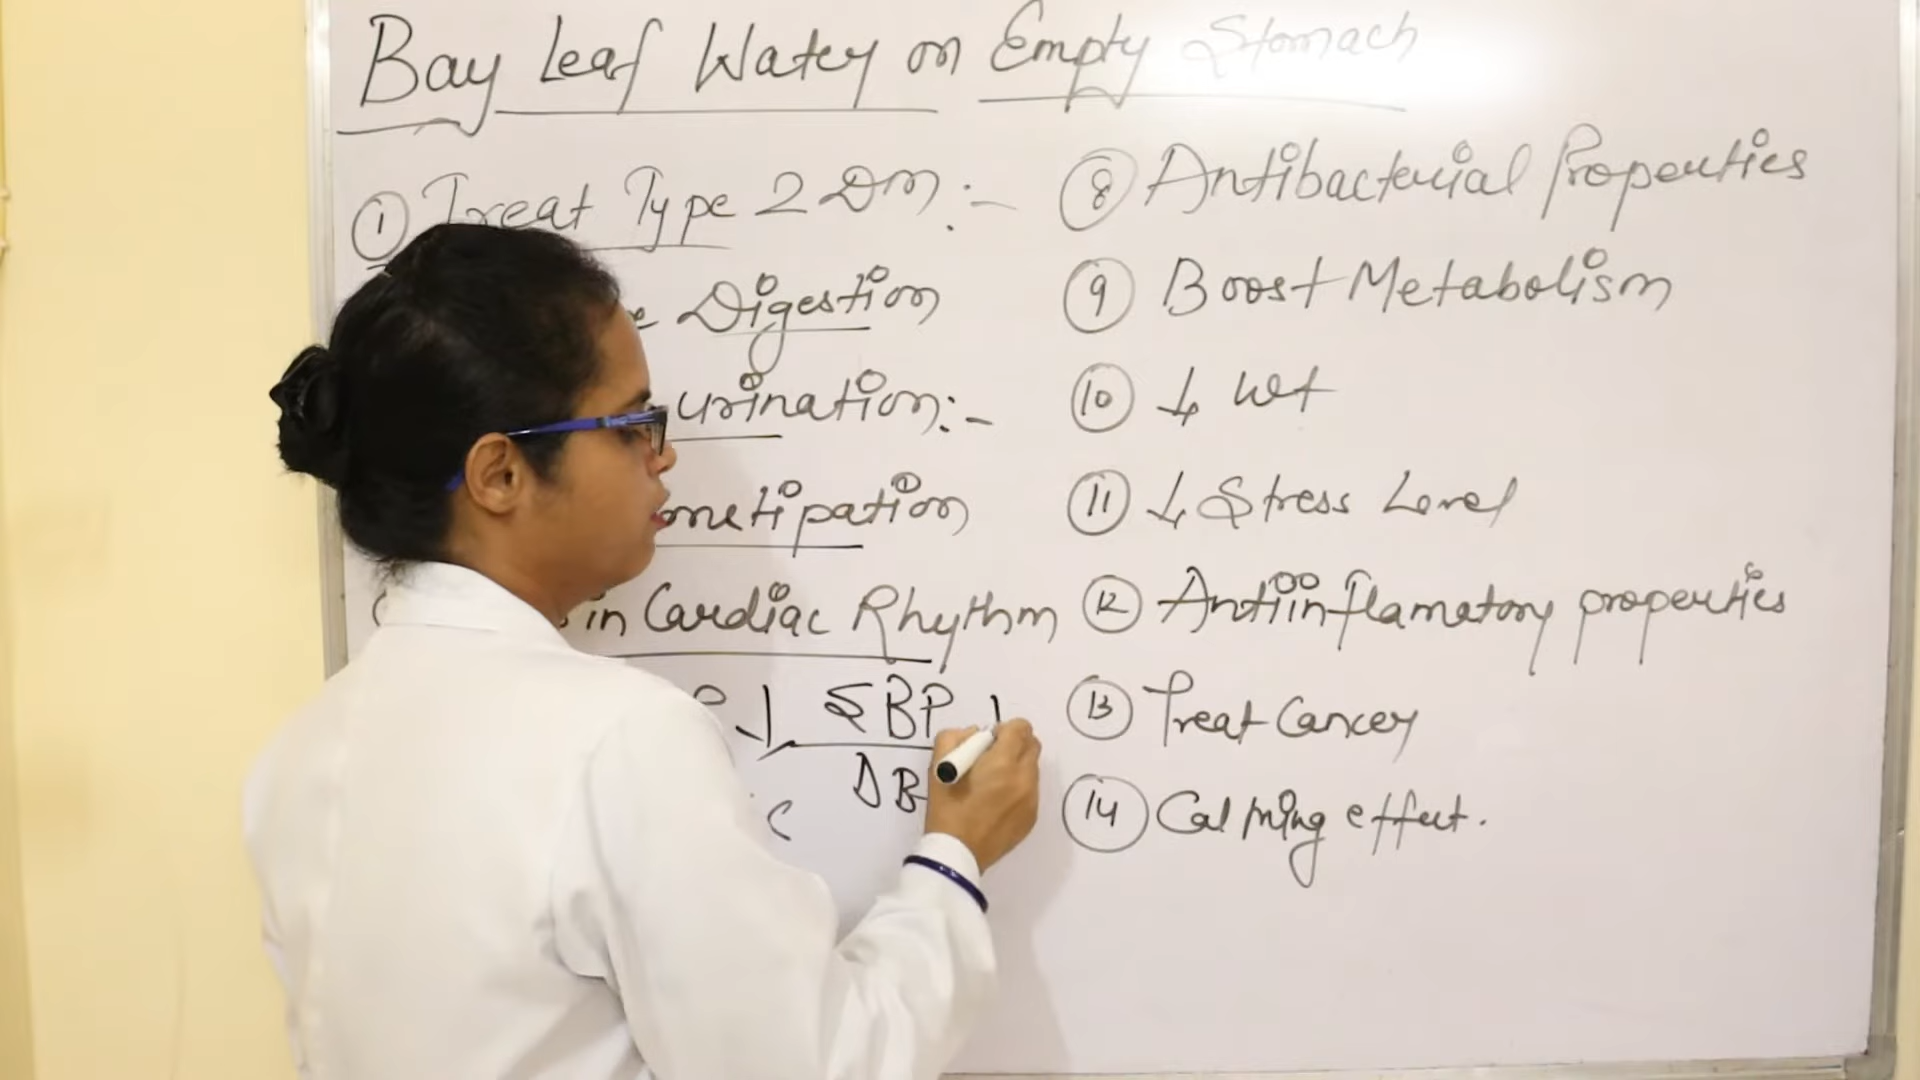 Bay Leaf Water on Empty Stomach
① Treat Type 2 DM:-
Digestion
urination:-
in Cardiac Rhythm
↓ SBP
DB
⑧ Antibacterial Properties
⑨ Boost Metabolism
⑩ ↓ Wt
⑪ ↓ Stress Level
⑫ Antiinflamatory properties
⑬ Treat Cancer
⑭ Calming effect.